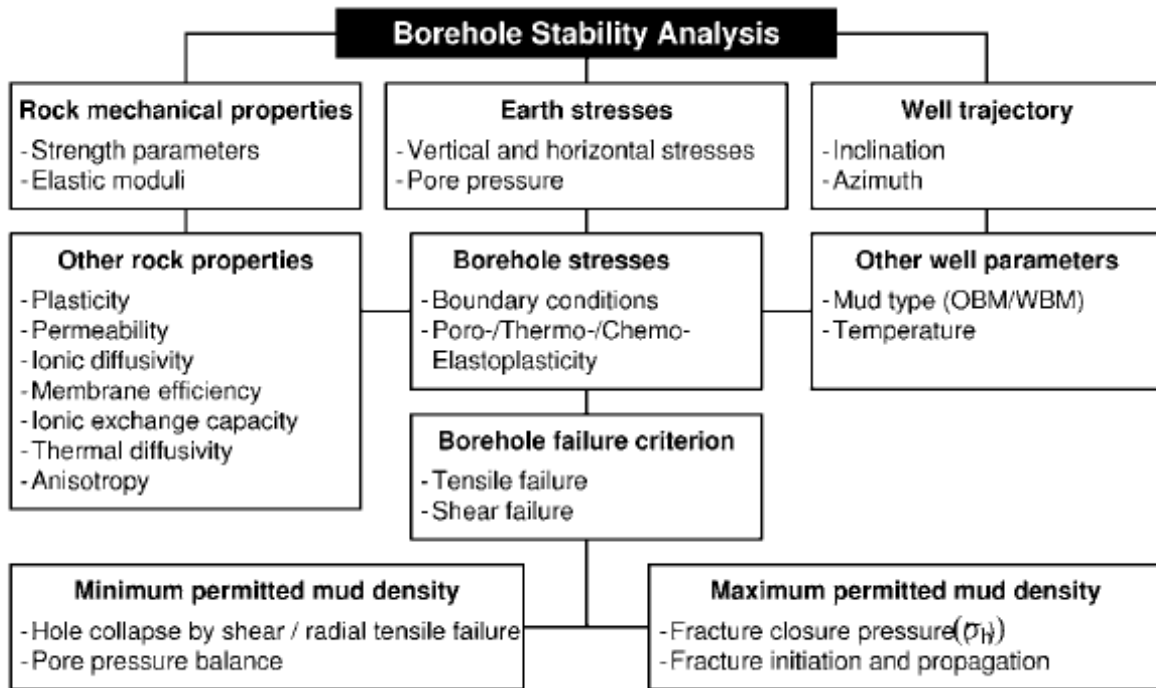 Borehole Stability Analysis
Rock mechanical properties
-Strength parameters
-Elastic moduli
Earth stresses
-Vertical and horizontal stresses
-Pore pressure
Well trajectory
-Inclination
-Azimuth
Other rock properties
-Plasticity
-Permeability
-Ionic diffusivity
-Membrane efficiency
-Ionic exchange capacity
-Thermal diffusivity
-Anisotropy
Borehole stresses
-Boundary conditions
-Poro-/Thermo-/Chemo-
Elastoplasticity
Other well parameters
-Mud type (OBM/WBM)
-Temperature
Borehole failure criterion
-Tensile failure
-Shear failure
Minimum permitted mud density
-Hole collapse by shear / radial tensile failure
-Pore pressure balance
Maximum permitted mud density
-Fracture closure pressure (σh)
-Fracture initiation and propagation